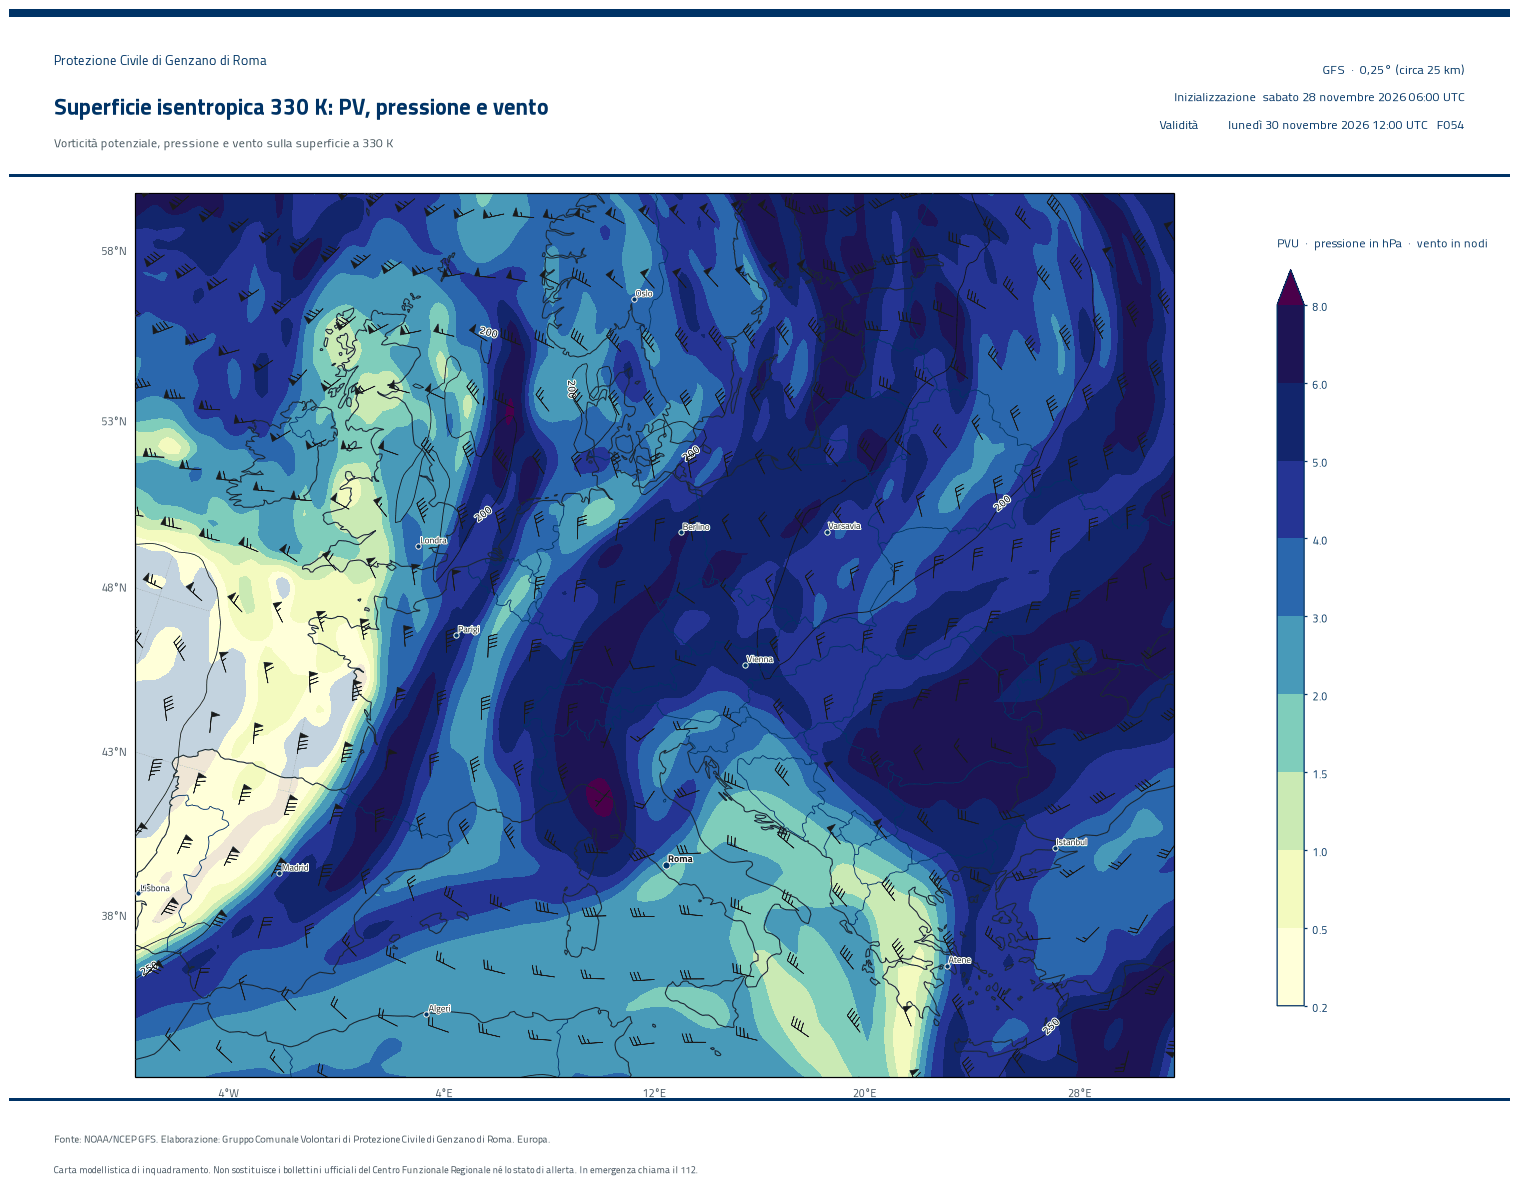 Protezione Civile di Genzano di Roma
Superficie isentropica 330 K: PV, pressione e vento
Vorticità potenziale, pressione e vento sulla superficie a 330 K
GFS · 0,25° (circa 25 km)
Inizializzazione sabato 28 novembre 2026 06:00 UTC
Validità lunedì 30 novembre 2026 12:00 UTC F054
PVU · pressione in hPa · vento in nodi
58°N
53°N
48°N
43°N
38°N
4°W
4°E
12°E
20°E
28°E
Oslo
200
200
200
Londra
200
Berlino
Varsavia
200
Parigi
Vienna
Madrid
Roma
Istanbul
Lisbona
250
Atene
Algeri
250
8.0
6.0
5.0
4.0
3.0
2.0
1.5
1.0
0.5
0.2
Fonte: NOAA/NCEP GFS. Elaborazione: Gruppo Comunale Volontari di Protezione Civile di Genzano di Roma. Europa.
Carta modellistica di inquadramento. Non sostituisce i bollettini ufficiali del Centro Funzionale Regionale né lo stato di allerta. In emergenza chiama il 112.